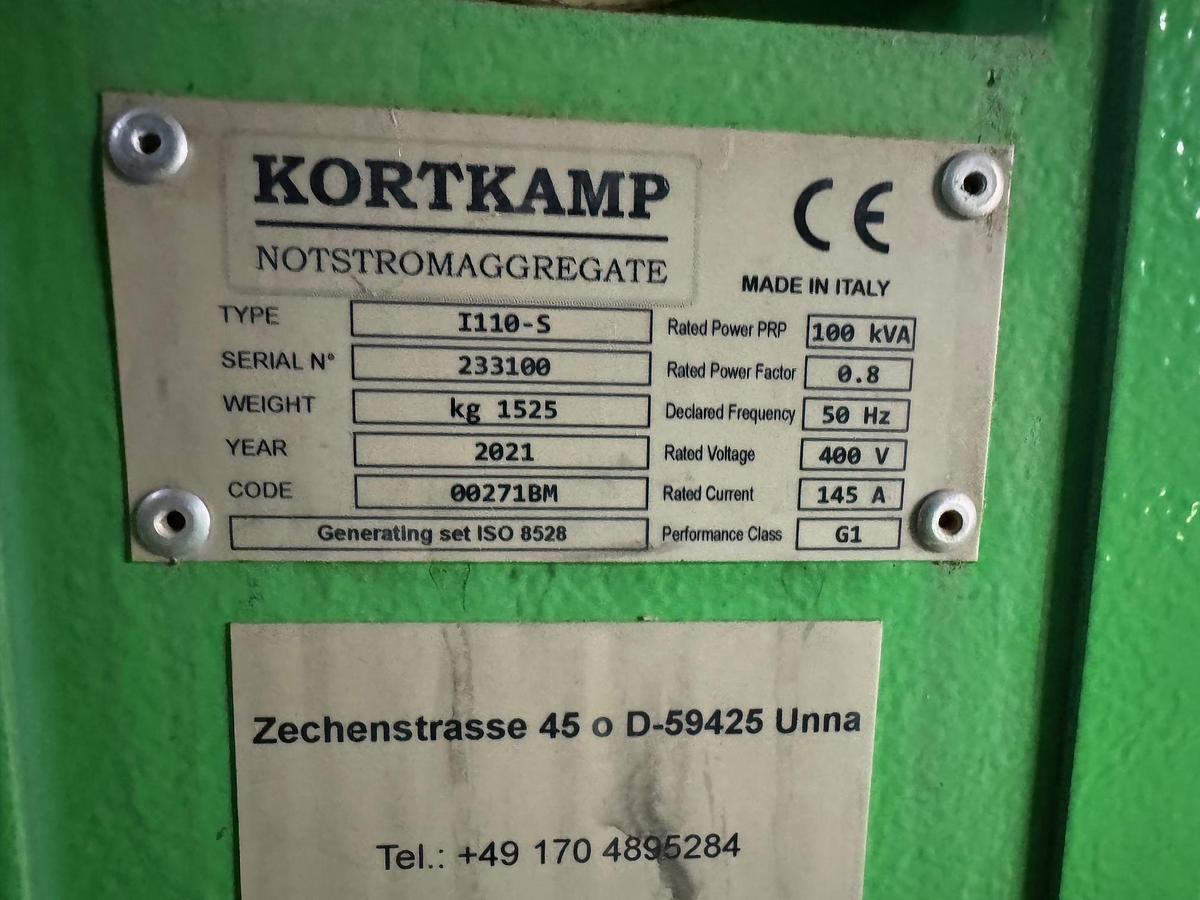 KORTKAMP
NOTSTROMAGGREGATE
CE
MADE IN ITALY
TYPE I110-S
SERIAL N° 233100
WEIGHT kg 1525
YEAR 2021
CODE 00271BM
Generating set ISO 8528
Rated Power PRP 100 kVA
Rated Power Factor 0.8
Declared Frequency 50 Hz
Rated Voltage 400 V
Rated Current 145 A
Performance Class G1
Zechenstrasse 45 o D-59425 Unna
Tel.: +49 170 4895284